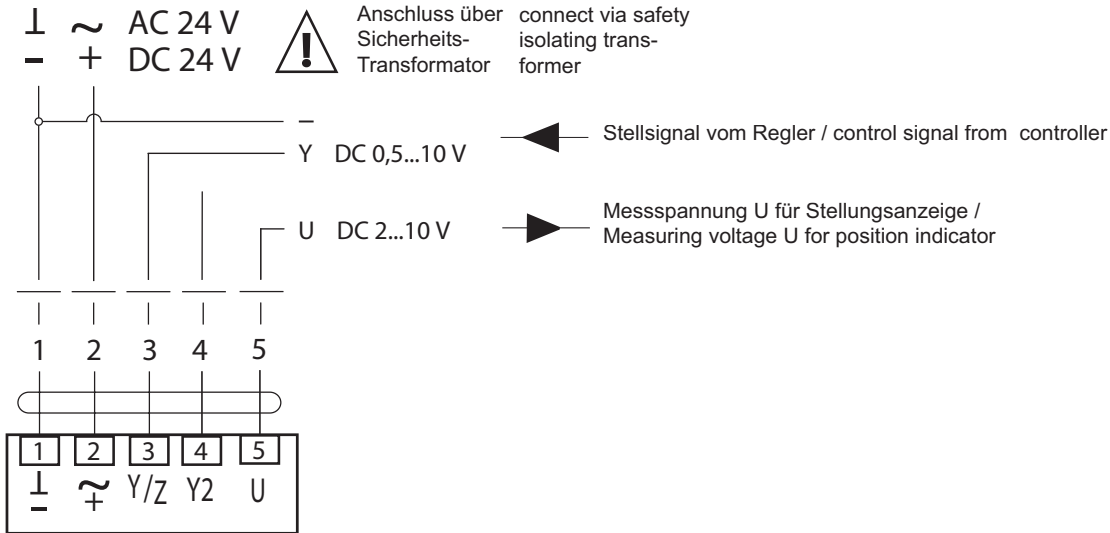 ⊥ ~ AC 24 V
– + DC 24 V
Anschluss über
Sicherheits-
Transformator
connect via safety
isolating trans-
former
–
Y DC 0,5...10 V
Stellsignal vom Regler / control signal from controller
U DC 2...10 V
Messspannung U für Stellungsanzeige /
Measuring voltage U for position indicator
1 2 3 4 5
1 2 3 4 5
⊥ ~ Y/Z Y2 U
– +